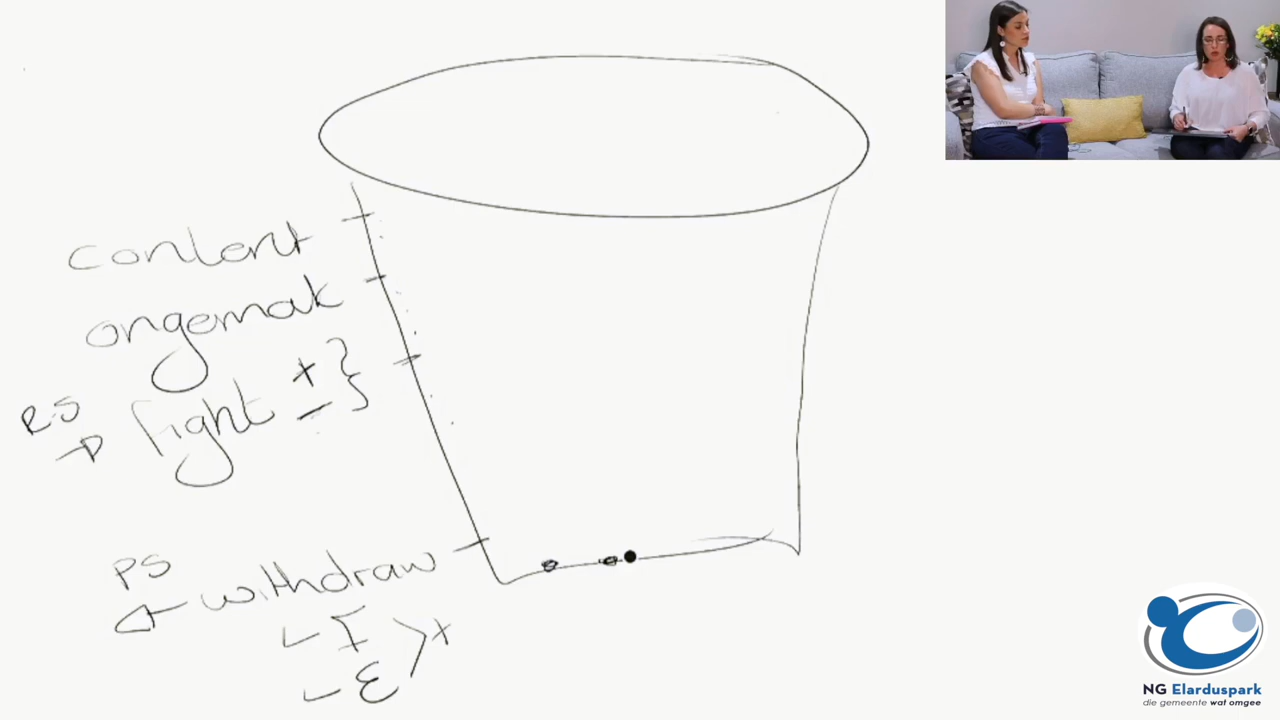 content
ongemak
RS
→ fight + - }
PS
← withdraw
- I
- E > +
NG Elarduspark
die gemeente wat omgee